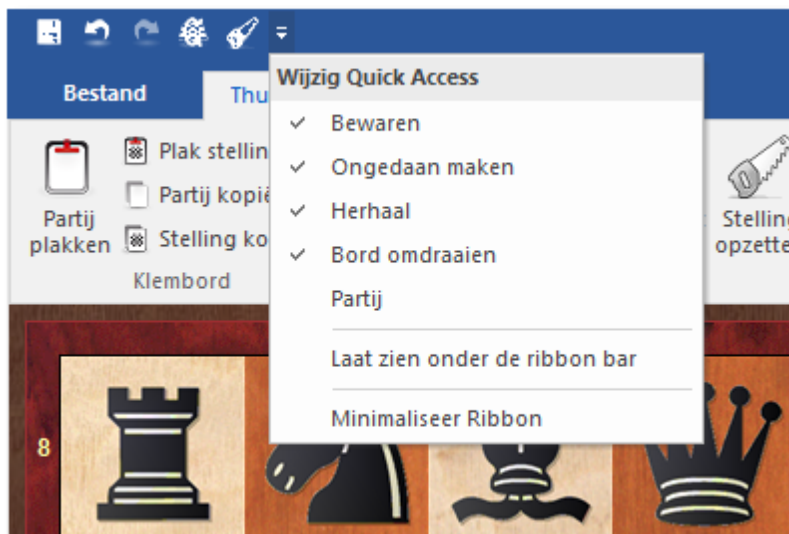 Bestand
Thu
Wijzig Quick Access
Bewaren
Ongedaan maken
Herhaal
Bord omdraaien
Partij
Laat zien onder de ribbon bar
Minimaliseer Ribbon
Partij
plakken
Plak stellin
Partij kopië
Stelling ko
Klembord
Stelling
opzette
8